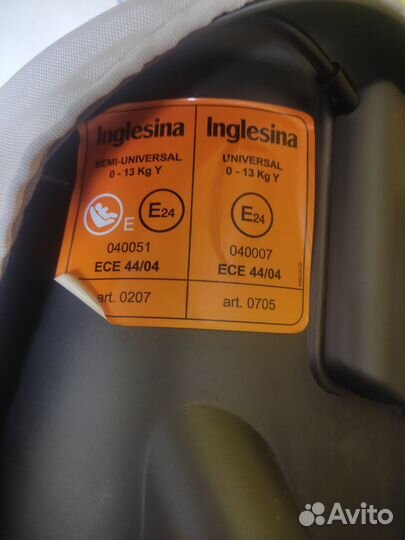 Inglesina
SEMI-UNIVERSAL
0 - 13 Kg Y
E
E24
040051
ECE 44/04
art. 0207
Inglesina
UNIVERSAL
0 - 13 Kg Y
E24
040007
ECE 44/04
art. 0705
Avito